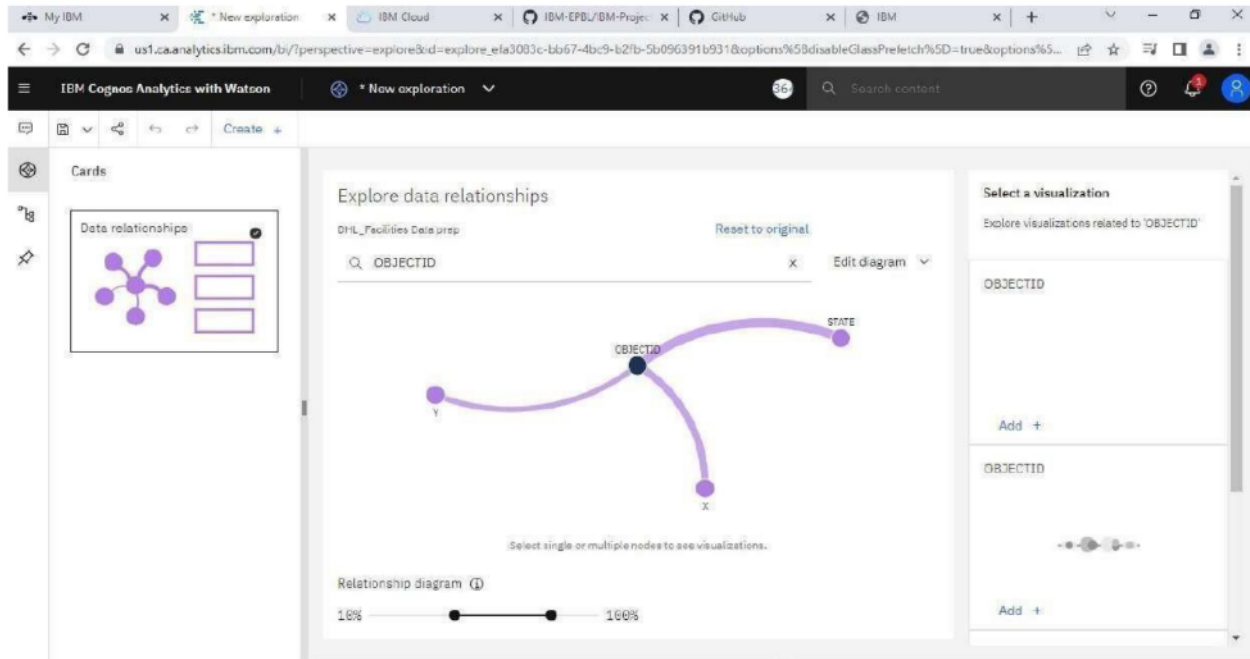 My IBM
* New exploration
IBM Cloud
IBM-EPBL/IBM-Projec
GitHub
IBM
us1.ca.analytics.ibm.com/bi/?perspective=explore&id=explore_efa3083c-bb67-4bc9-b2fb-5b096391b931&options%5BdisableGlassPrefetch%5D=true&options%5...
IBM Cognos Analytics with Watson
* New exploration
Search content
1
Create +
Cards
Data relationships
Explore data relationships
DHL_Facilities Data prep
Reset to original
OBJECTID
x
Edit diagram
OBJECTID
STATE
Y
X
Select single or multiple nodes to see visualizations.
Relationship diagram
10%
100%
Select a visualization
Explore visualizations related to 'OBJECTID'
OBJECTID
Add +
OBJECTID
Add +